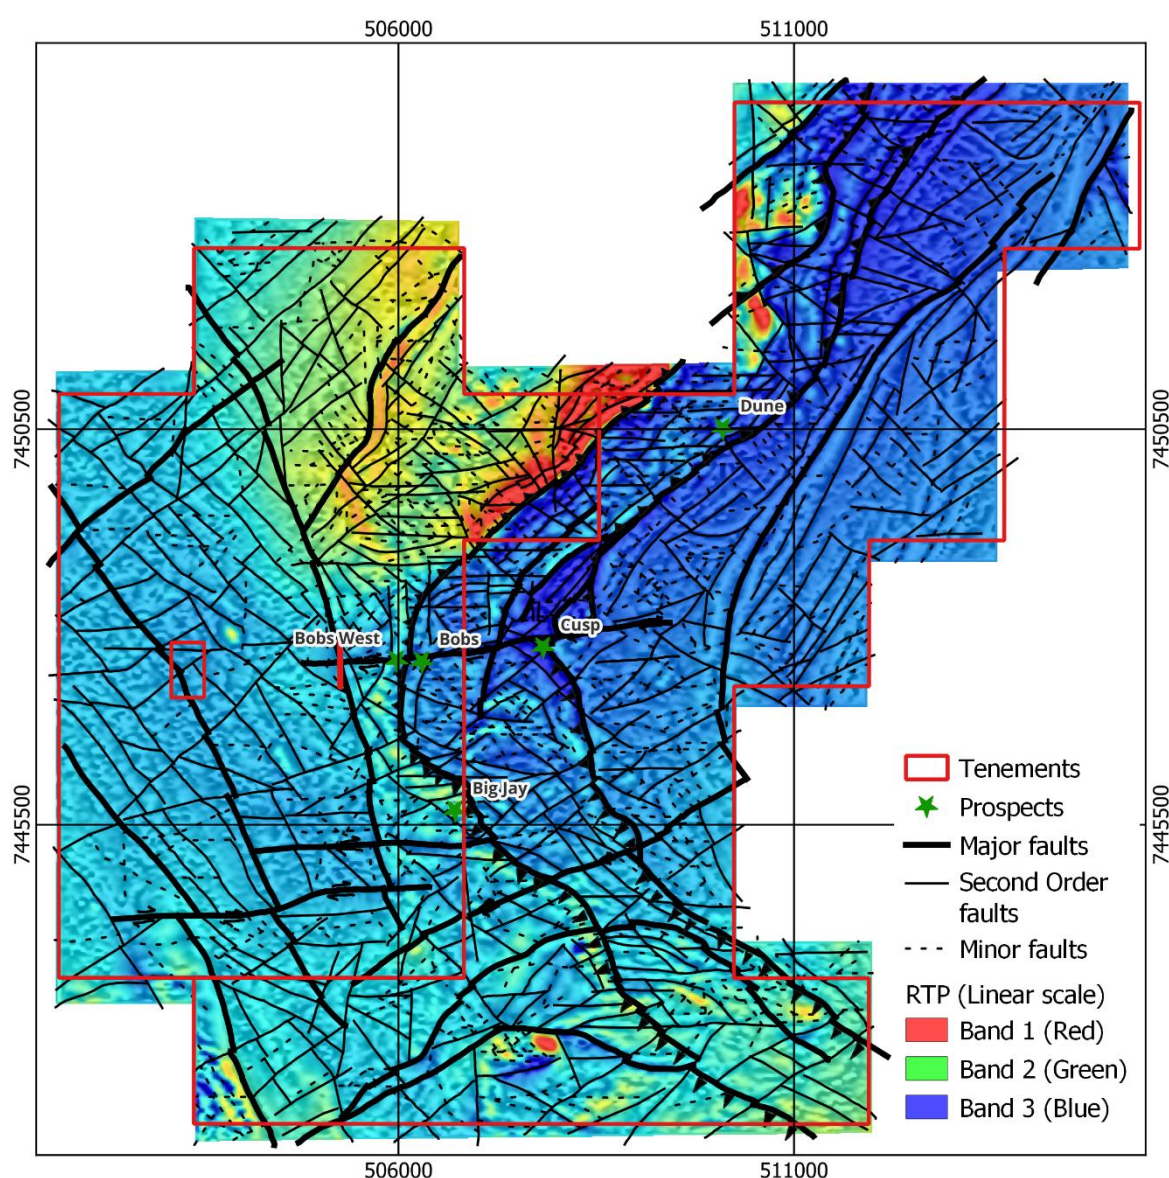 506000
511000
7450500
7450500
Dune
Bobs West
Bobs
Cusp
Big Jay
7445500
7445500
Tenements
Prospects
Major faults
Second Order
faults
Minor faults
RTP (Linear scale)
Band 1 (Red)
Band 2 (Green)
Band 3 (Blue)
506000
511000